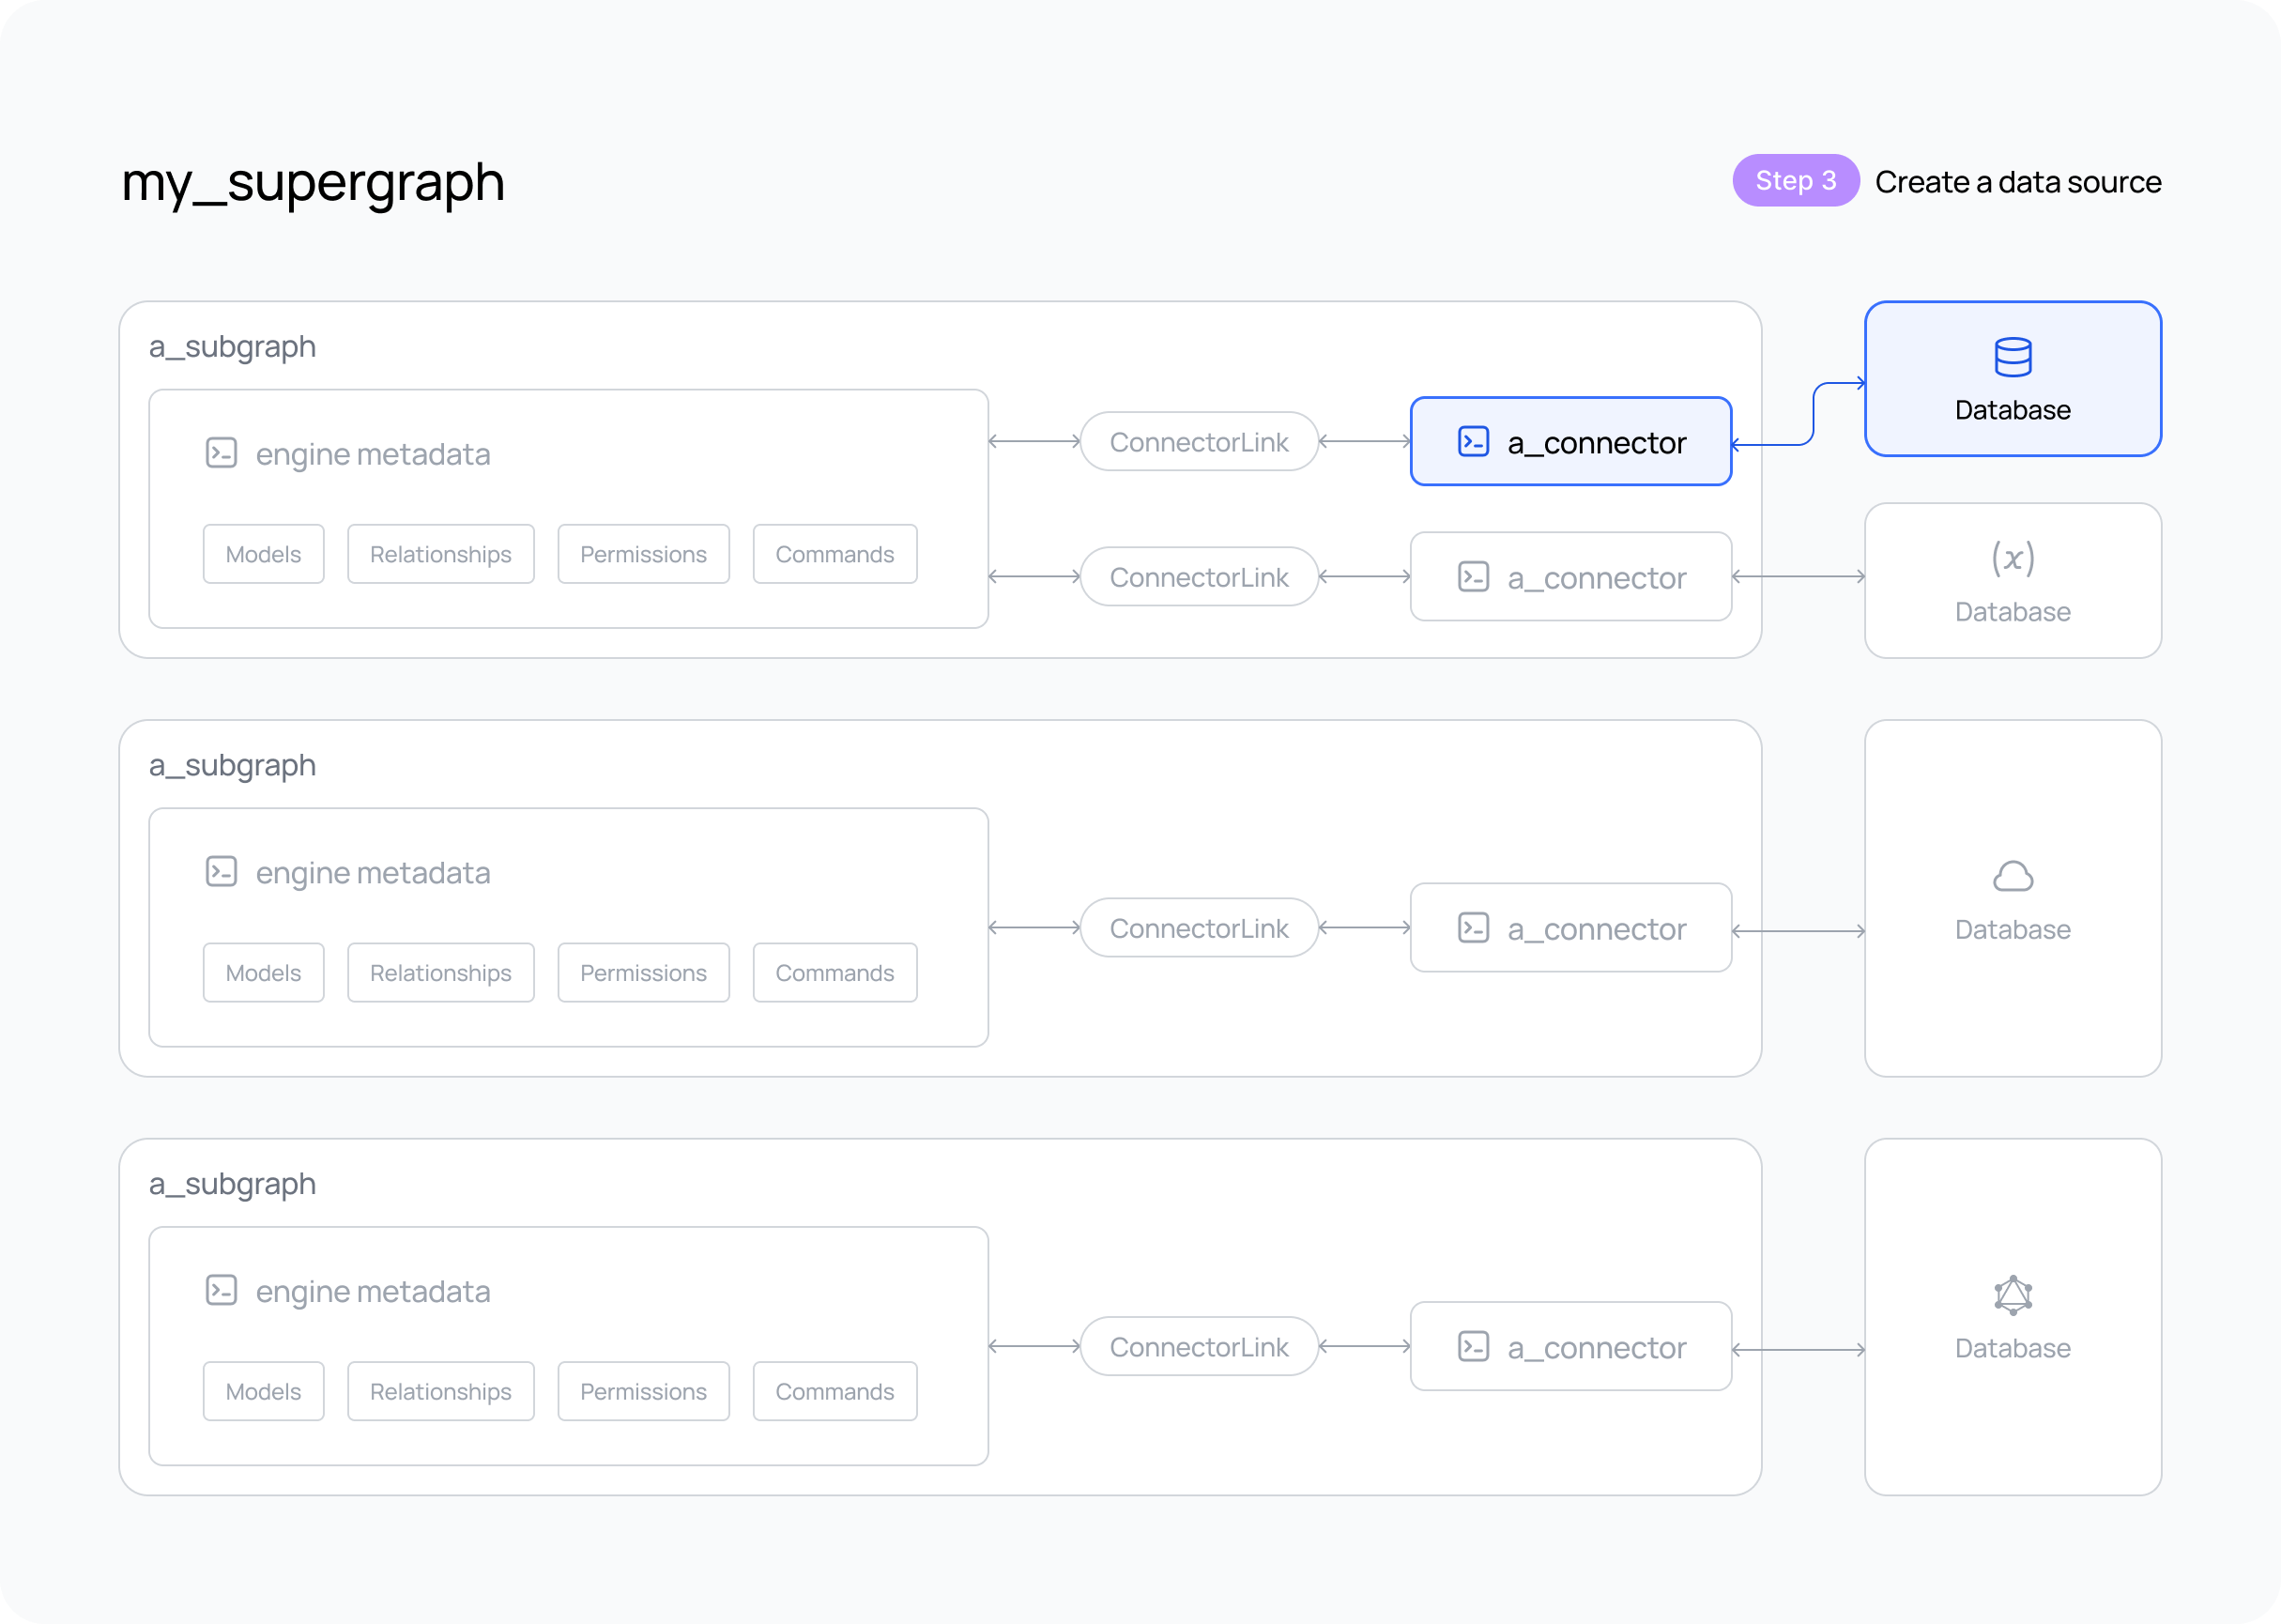 my_supergraph
Step 3 Create a data source
a_subgraph
engine metadata
Models Relationships Permissions Commands
ConnectorLink
a_connector
Database
ConnectorLink
a_connector
(x)
Database
a_subgraph
engine metadata
Models Relationships Permissions Commands
ConnectorLink
a_connector
Database
a_subgraph
engine metadata
Models Relationships Permissions Commands
ConnectorLink
a_connector
Database